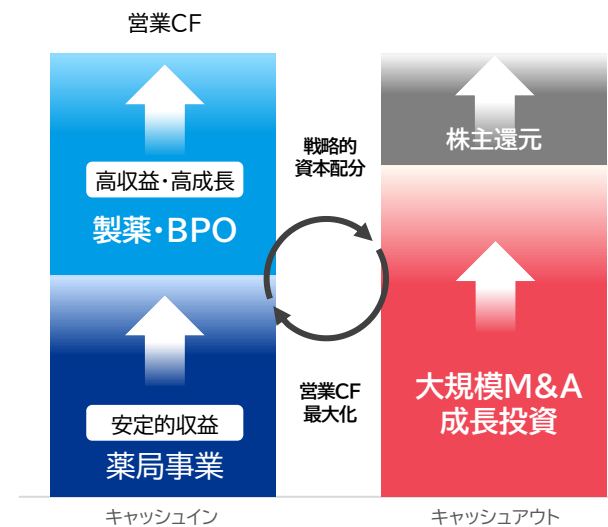 営業CF
高収益・高成長
製薬・BPO
安定的収益
薬局事業
キャッシュイン
戦略的
資本配分
営業CF
最大化
株主還元
大規模M&A
成長投資
キャッシュアウト